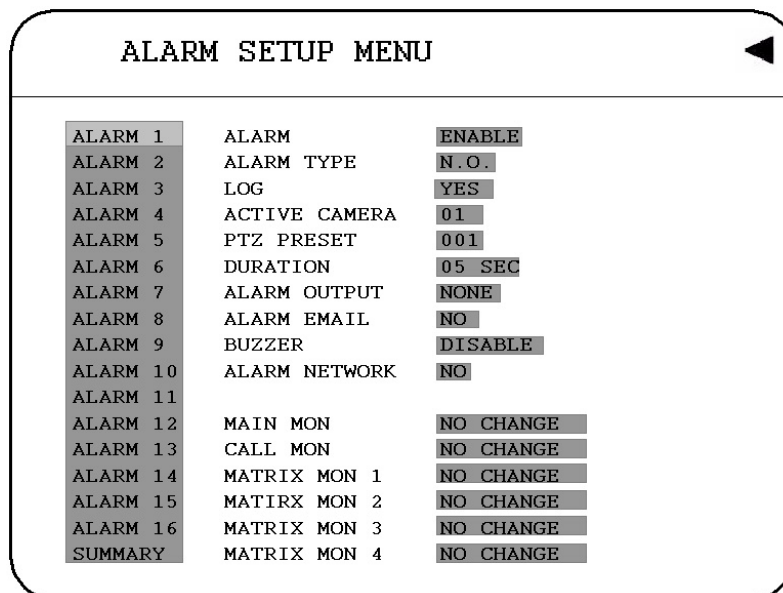 ALARM SETUP MENU
ALARM 1 ALARM ENABLE
ALARM 2 ALARM TYPE N.O.
ALARM 3 LOG YES
ALARM 4 ACTIVE CAMERA 01
ALARM 5 PTZ PRESET 001
ALARM 6 DURATION 05 SEC
ALARM 7 ALARM OUTPUT NONE
ALARM 8 ALARM EMAIL NO
ALARM 9 BUZZER DISABLE
ALARM 10 ALARM NETWORK NO
ALARM 11
ALARM 12 MAIN MON NO CHANGE
ALARM 13 CALL MON NO CHANGE
ALARM 14 MATRIX MON 1 NO CHANGE
ALARM 15 MATIRX MON 2 NO CHANGE
ALARM 16 MATRIX MON 3 NO CHANGE
SUMMARY MATRIX MON 4 NO CHANGE